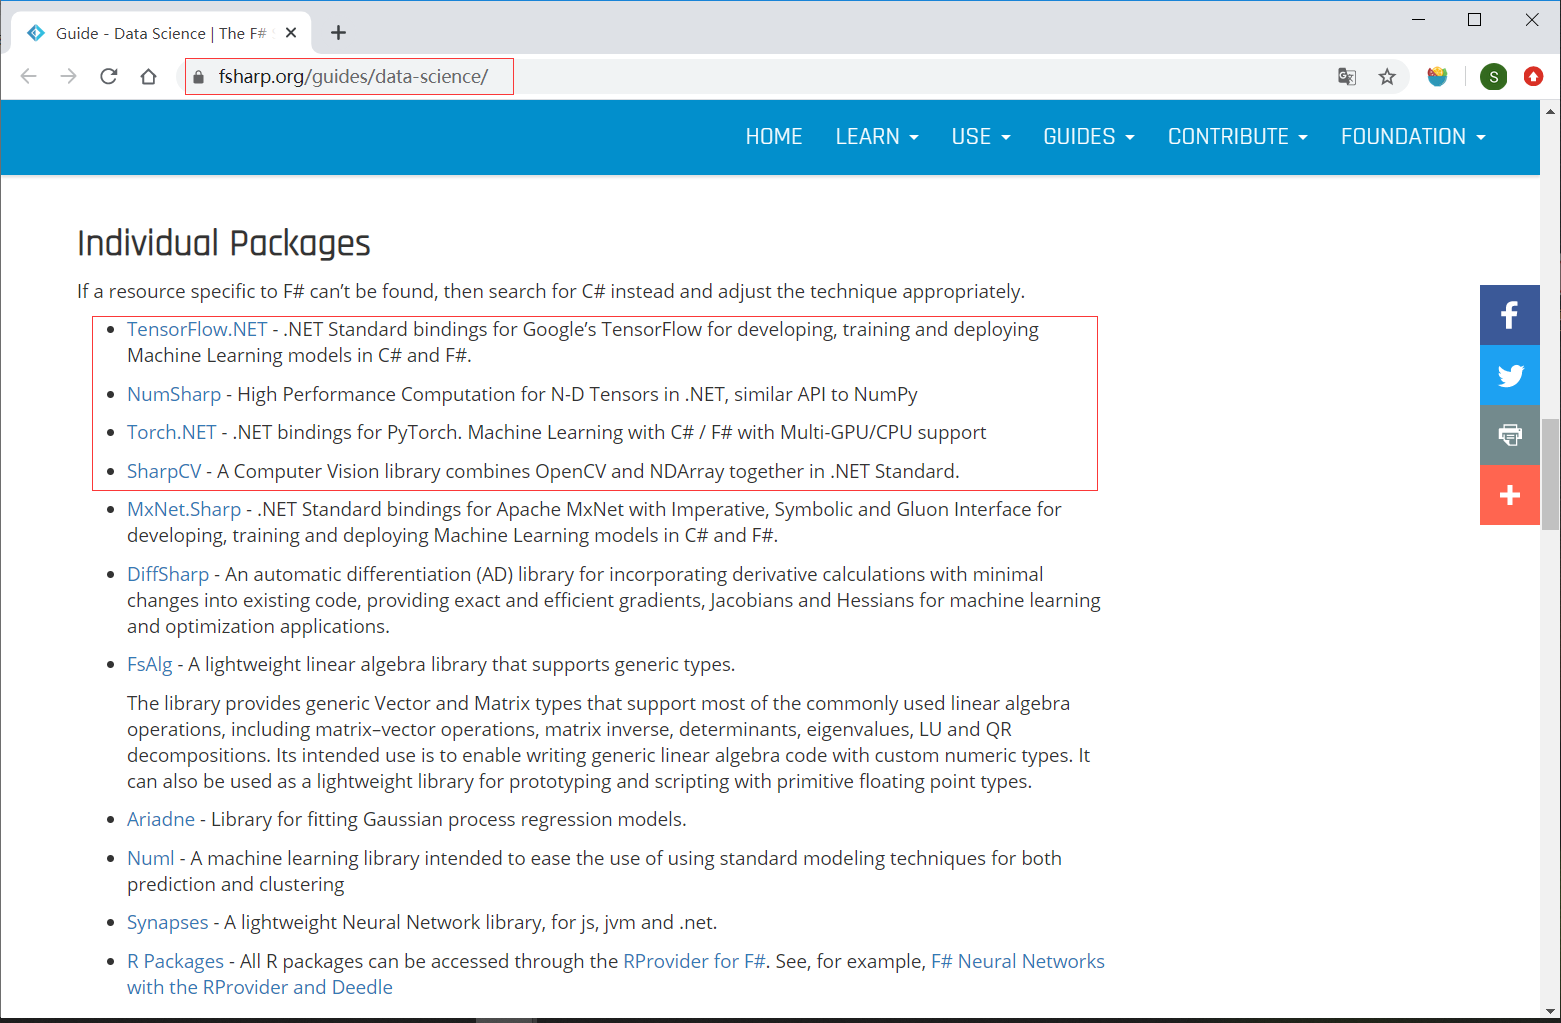 Guide - Data Science | The F#
fsharp.org/guides/data-science/
S
HOME LEARN USE GUIDES CONTRIBUTE FOUNDATION
Individual Packages
If a resource specific to F# can’t be found, then search for C# instead and adjust the technique appropriately.
TensorFlow.NET - .NET Standard bindings for Google’s TensorFlow for developing, training and deploying
Machine Learning models in C# and F#.
NumSharp - High Performance Computation for N-D Tensors in .NET, similar API to NumPy
Torch.NET - .NET bindings for PyTorch. Machine Learning with C# / F# with Multi-GPU/CPU support
SharpCV - A Computer Vision library combines OpenCV and NDArray together in .NET Standard.
MxNet.Sharp - .NET Standard bindings for Apache MxNet with Imperative, Symbolic and Gluon Interface for
developing, training and deploying Machine Learning models in C# and F#.
DiffSharp - An automatic differentiation (AD) library for incorporating derivative calculations with minimal
changes into existing code, providing exact and efficient gradients, Jacobians and Hessians for machine learning
and optimization applications.
FsAlg - A lightweight linear algebra library that supports generic types.
The library provides generic Vector and Matrix types that support most of the commonly used linear algebra
operations, including matrix–vector operations, matrix inverse, determinants, eigenvalues, LU and QR
decompositions. Its intended use is to enable writing generic linear algebra code with custom numeric types. It
can also be used as a lightweight library for prototyping and scripting with primitive floating point types.
Ariadne - Library for fitting Gaussian process regression models.
Numl - A machine learning library intended to ease the use of using standard modeling techniques for both
prediction and clustering
Synapses - A lightweight Neural Network library, for js, jvm and .net.
R Packages - All R packages can be accessed through the RProvider for F#. See, for example, F# Neural Networks
with the RProvider and Deedle